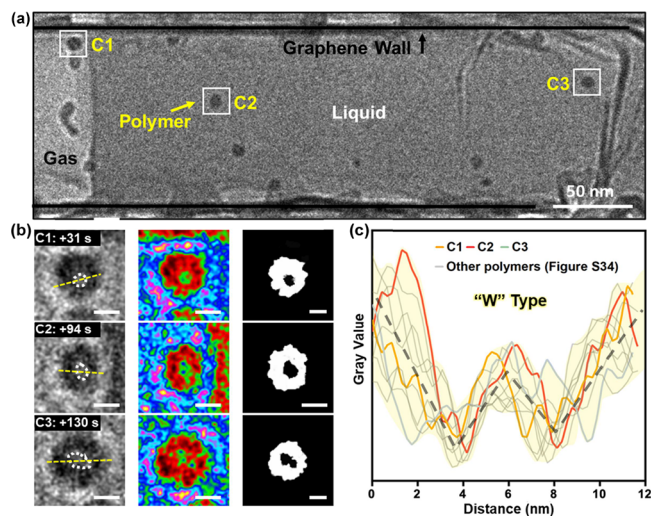 (a)
C1
Graphene Wall
C3
C2
Polymer
Liquid
Gas
50 nm
(b)
C1: +31 s
C2: +94 s
C3: +130 s
(c)
C1 C2 C3
Other polymers (Figure S34)
“W” Type
Gray Value
0 2 4 6 8 10 12
Distance (nm)